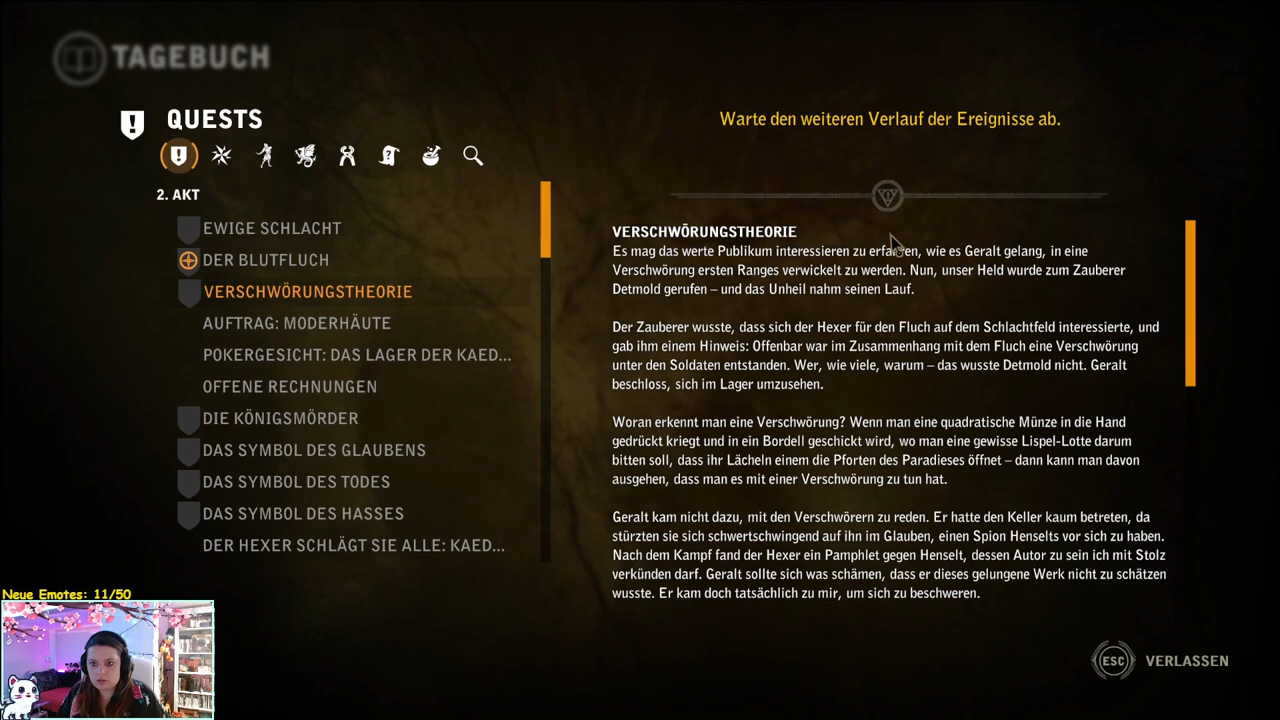 TAGEBUCH
QUESTS
2. AKT
EWIGE SCHLACHT
DER BLUTFLUCH
VERSCHWÖRUNGSTHEORIE
AUFTRAG: MODERHÄUTE
POKERGESICHT: DAS LAGER DER KAED...
OFFENE RECHNUNGEN
DIE KÖNIGSMÖRDER
DAS SYMBOL DES GLAUBENS
DAS SYMBOL DES TODES
DAS SYMBOL DES HASSES
DER HEXER SCHLÄGT SIE ALLE: KAED...
Warte den weiteren Verlauf der Ereignisse ab.
VERSCHWÖRUNGSTHEORIE
Es mag das werte Publikum interessieren zu erfahren, wie es Geralt gelang, in eine
Verschwörung ersten Ranges verwickelt zu werden. Nun, unser Held wurde zum Zauberer
Detmold gerufen – und das Unheil nahm seinen Lauf.
Der Zauberer wusste, dass sich der Hexer für den Fluch auf dem Schlachtfeld interessierte, und
gab ihm einen Hinweis: Offenbar war im Zusammenhang mit dem Fluch eine Verschwörung
unter den Soldaten entstanden. Wer, wie viele, warum – das wusste Detmold nicht. Geralt
beschloss, sich im Lager umzusehen.
Woran erkennt man eine Verschwörung? Wenn man eine quadratische Münze in die Hand
gedrückt kriegt und in ein Bordell geschickt wird, wo man eine gewisse Lispel-Lotte darum
bitten soll, dass ihr Lächeln einem die Pforten des Paradieses öffnet – dann kann man davon
ausgehen, dass man es mit einer Verschwörung zu tun hat.
Geralt kam nicht dazu, mit den Verschwörern zu reden. Er hatte den Keller kaum betreten, da
stürzten sie sich schwertschwingend auf ihn im Glauben, einen Spion Henselts vor sich zu haben.
Nach dem Kampf fand der Hexer ein Pamphlet gegen Henselt, dessen Autor zu sein ich mit Stolz
verkünden darf. Geralt sollte sich was schämen, dass er dieses gelungene Werk nicht zu schätzen
wusste. Er kam doch tatsächlich zu mir, um sich zu beschweren.
Neue Emotes: 11/50
ESC VERLASSEN